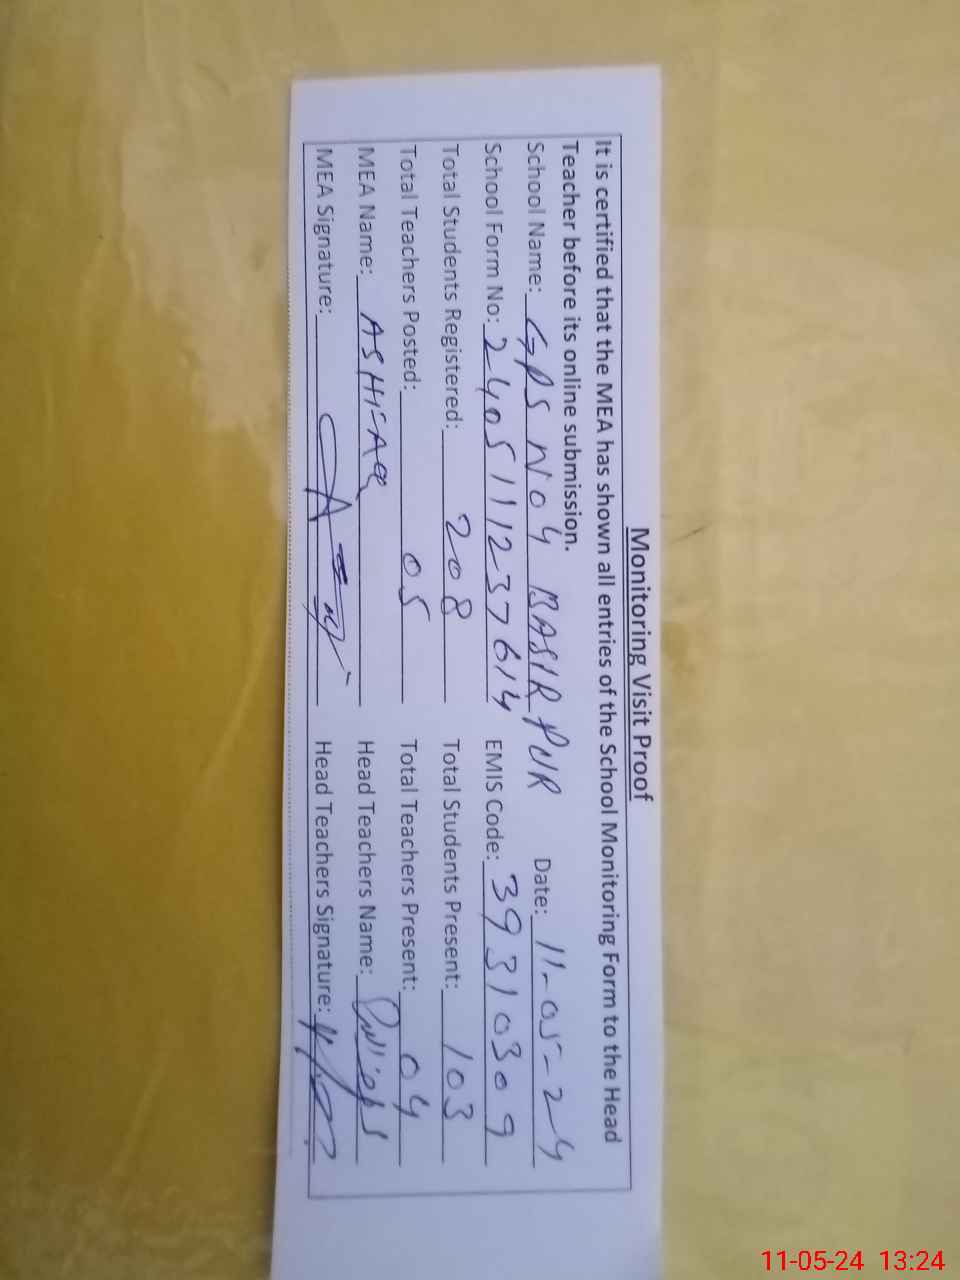 Monitoring Visit Proof
It is certified that the MEA has shown all entries of the School Monitoring Form to the Head
Teacher before its online submission.
School Name: GPS NO 4 BASIR PUR Date: 11-05-24
School Form No: 2405111237614 EMIS Code: 39310309
Total Students Registered: 208 Total Students Present: 103
Total Teachers Posted: 05 Total Teachers Present: 04
MEA Name: ASHFAQ Head Teachers Name:
MEA Signature: Head Teachers Signature:
11-05-24 13:24